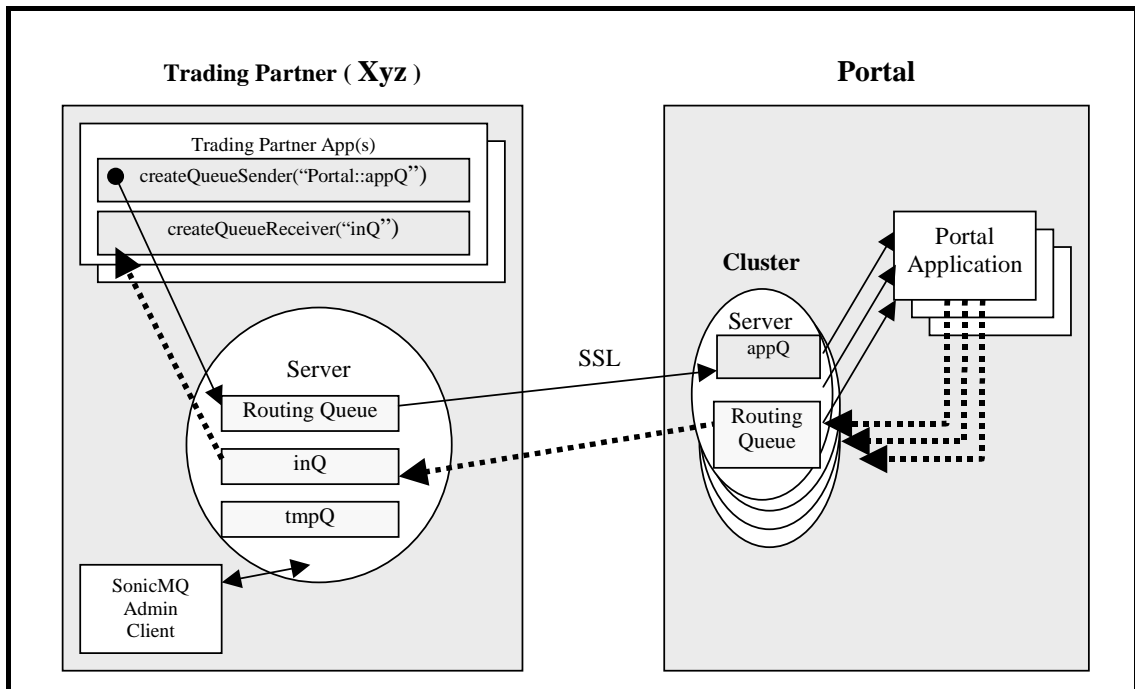 Trading Partner ( Xyz )
Portal
Trading Partner App(s)
createQueueSender(“Portal::appQ”)
createQueueReceiver(“inQ”)
Server
Routing Queue
inQ
tmpQ
SonicMQ
Admin
Client
SSL
Cluster
Server
appQ
Routing
Queue
Portal
Application